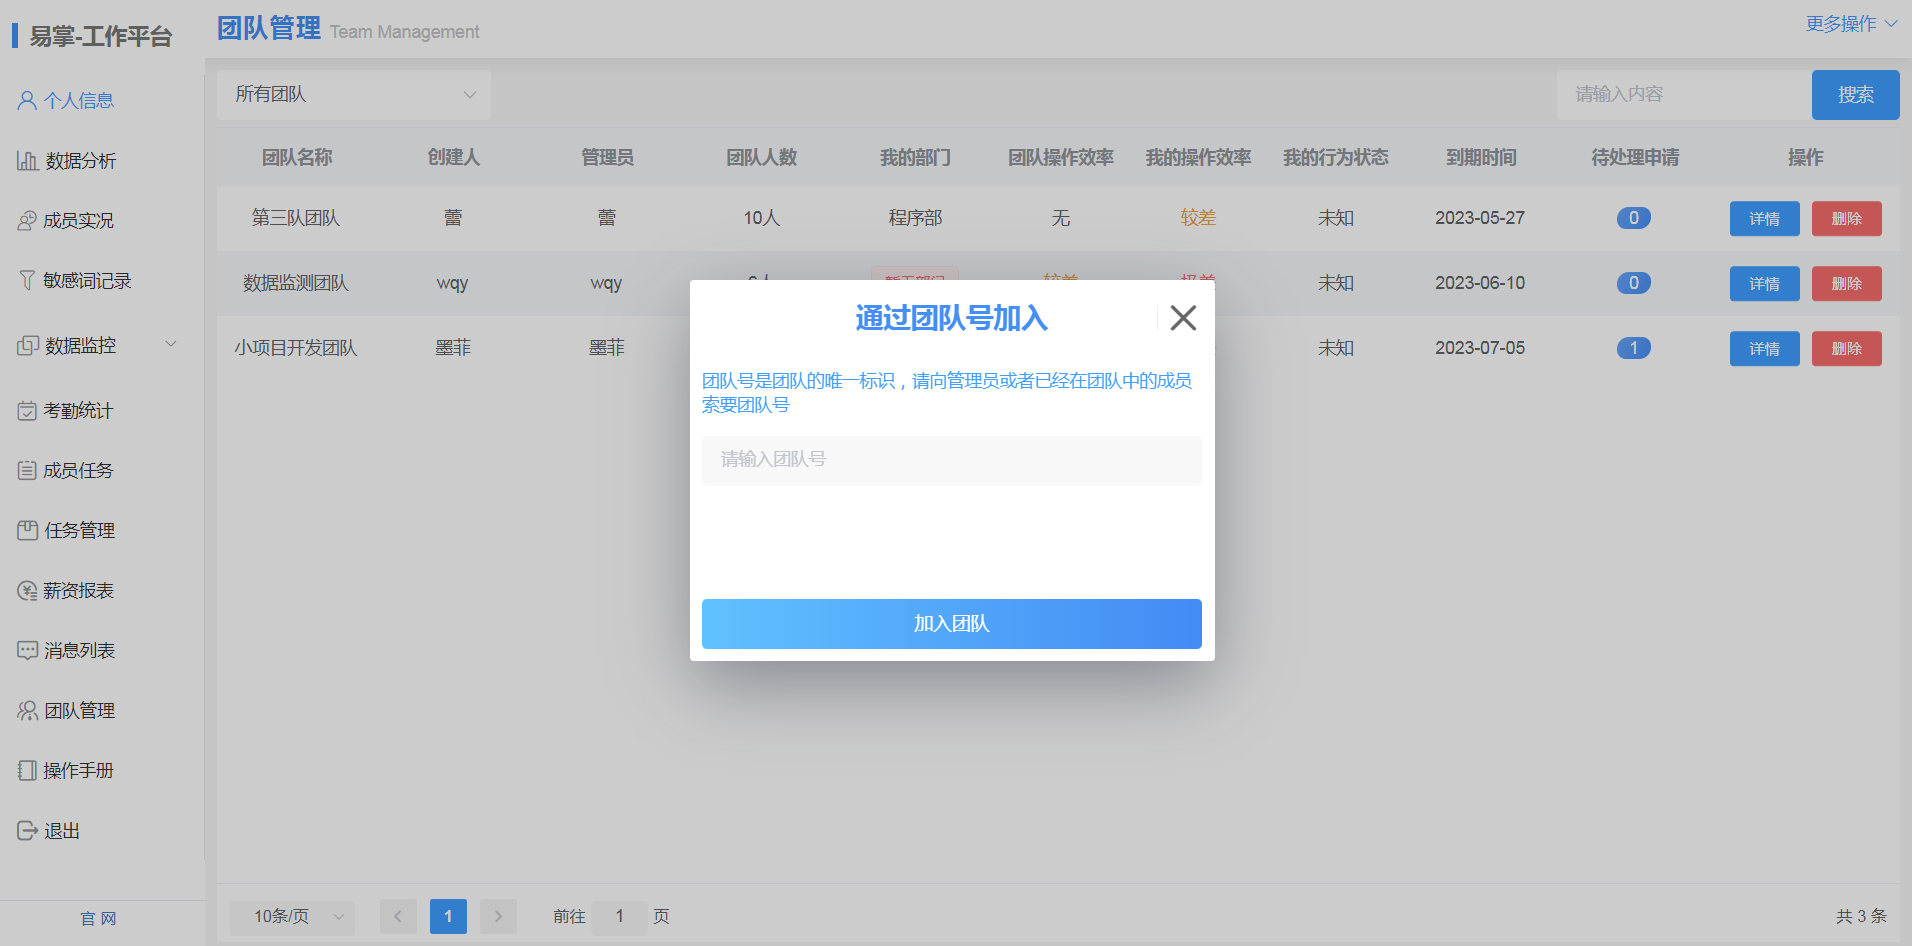 易掌-工作平台
团队管理 Team Management
更多操作
个人信息
数据分析
成员实况
敏感词记录
数据监控
考勤统计
成员任务
任务管理
薪资报表
消息列表
团队管理
操作手册
退出
官 网
所有团队
请输入内容
搜索
团队名称 创建人 管理员 团队人数 我的部门 团队操作效率 我的操作效率 我的行为状态 到期时间 待处理申请 操作
第三队团队 蕾 蕾 10人 程序部 无 较差 未知 2023-05-27 0 详情 删除
数据监测团队 wqy wqy 未知 2023-06-10 0 详情 删除
小项目开发团队 墨菲 墨菲 未知 2023-07-05 1 详情 删除
通过团队号加入
团队号是团队的唯一标识，请向管理员或者已经在团队中的成员
索要团队号
请输入团队号
加入团队
10条/页 1 前往 1 页
共 3 条